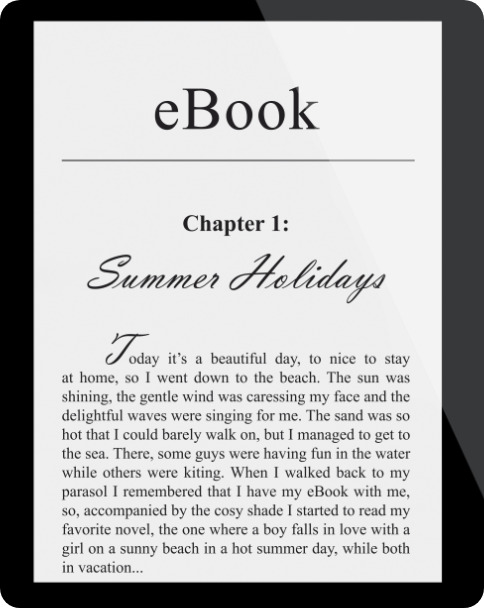 eBook
Chapter 1:
Summer Holidays
Today it's a beautiful day, to nice to stay
at home, so I went down to the beach. The sun was
shining, the gentle wind was caressing my face and the
delightful waves were singing for me. The sand was so
hot that I could barely walk on, but I managed to get to
the sea. There, some guys were having fun in the water
while others were kiting. When I walked back to my
parasol I remembered that I have my eBook with me,
so, accompanied by the cosy shade I started to read my
favorite novel, the one where a boy falls in love with a
girl on a sunny beach in a hot summer day, while both
in vacation...